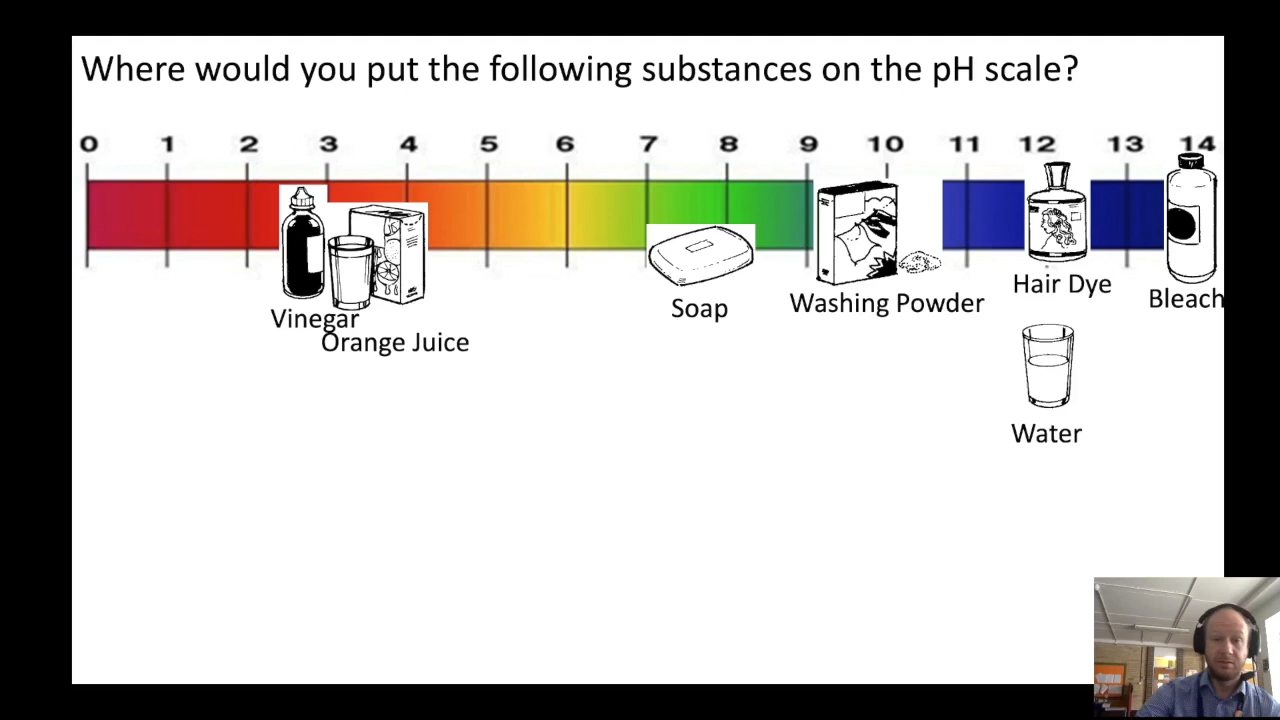 Where would you put the following substances on the pH scale?
0 1 2 3 4 5 6 7 8 9 10 11 12 13 14
Vinegar
Orange Juice
Soap
Washing Powder
Hair Dye
Bleach
Water